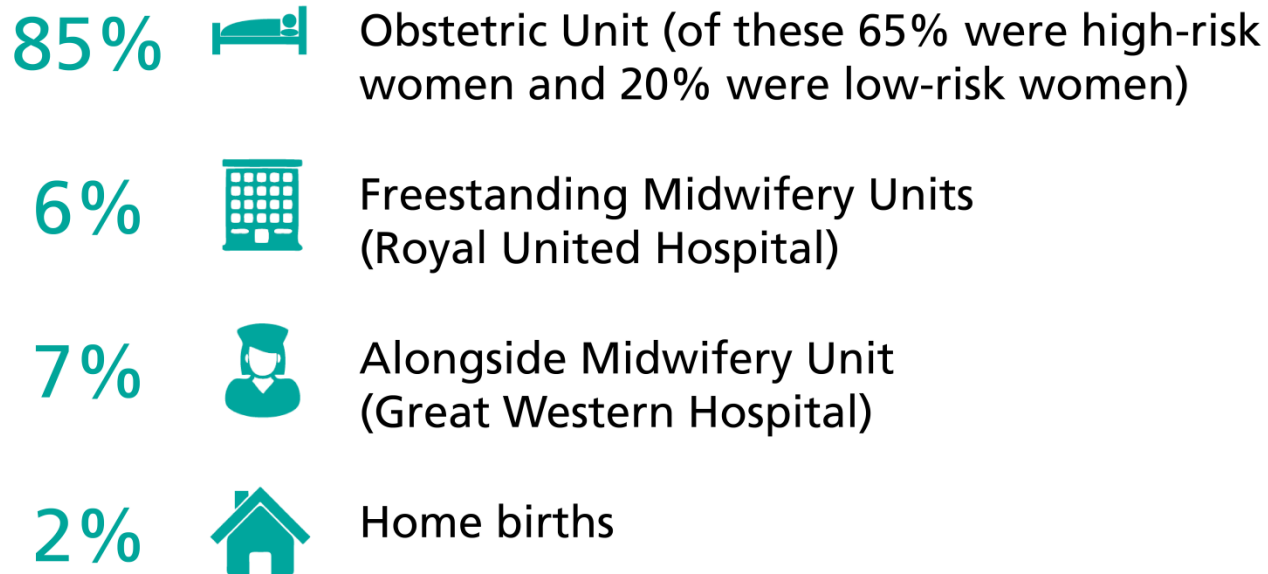 85%
Obstetric Unit (of these 65% were high-risk
women and 20% were low-risk women)
6%
Freestanding Midwifery Units
(Royal United Hospital)
7%
Alongside Midwifery Unit
(Great Western Hospital)
2%
Home births